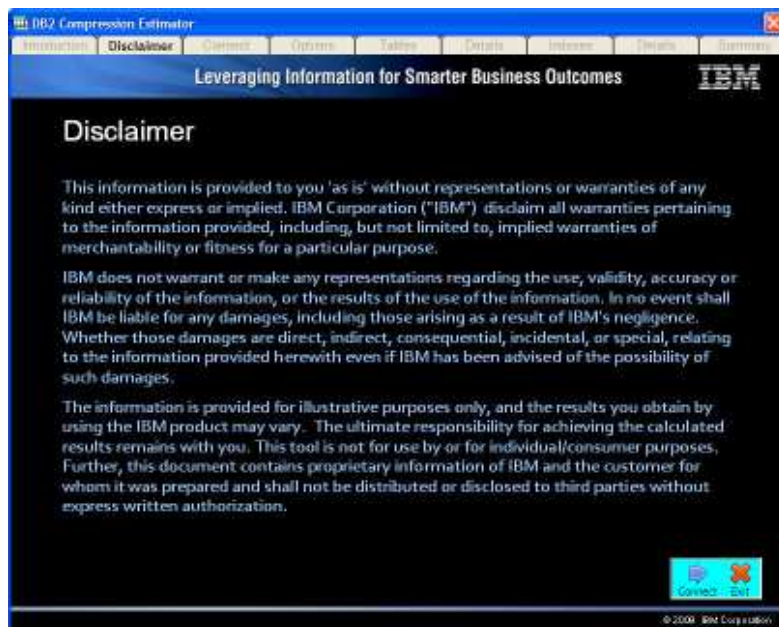 DB2 Compression Estimator
Introduction Disclaimer Connect Options Tables Details Indexes Details Summary
Leveraging Information for Smarter Business Outcomes
IBM
Disclaimer
This information is provided to you 'as is' without representations or warranties of any
kind either express or implied. IBM Corporation ("IBM") disclaim all warranties pertaining
to the information provided, including, but not limited to, implied warranties of
merchantability or fitness for a particular purpose.
IBM does not warrant or make any representations regarding the use, validity, accuracy or
reliability of the information, or the results of the use of the information. In no event shall
IBM be liable for any damages, including those arising as a result of IBM's negligence.
Whether those damages are direct, indirect, consequential, incidental, or special, relating
to the information provided herewith even if IBM has been advised of the possibility of
such damages.
The information is provided for illustrative purposes only, and the results you obtain by
using the IBM product may vary. The ultimate responsibility for achieving the calculated
results remains with you. This tool is not for use by or for individual/consumer purposes.
Further, this document contains proprietary information of IBM and the customer for
whom it was prepared and shall not be distributed or disclosed to third parties without
express written authorization.
Connect Exit
© 2009 IBM Corporation